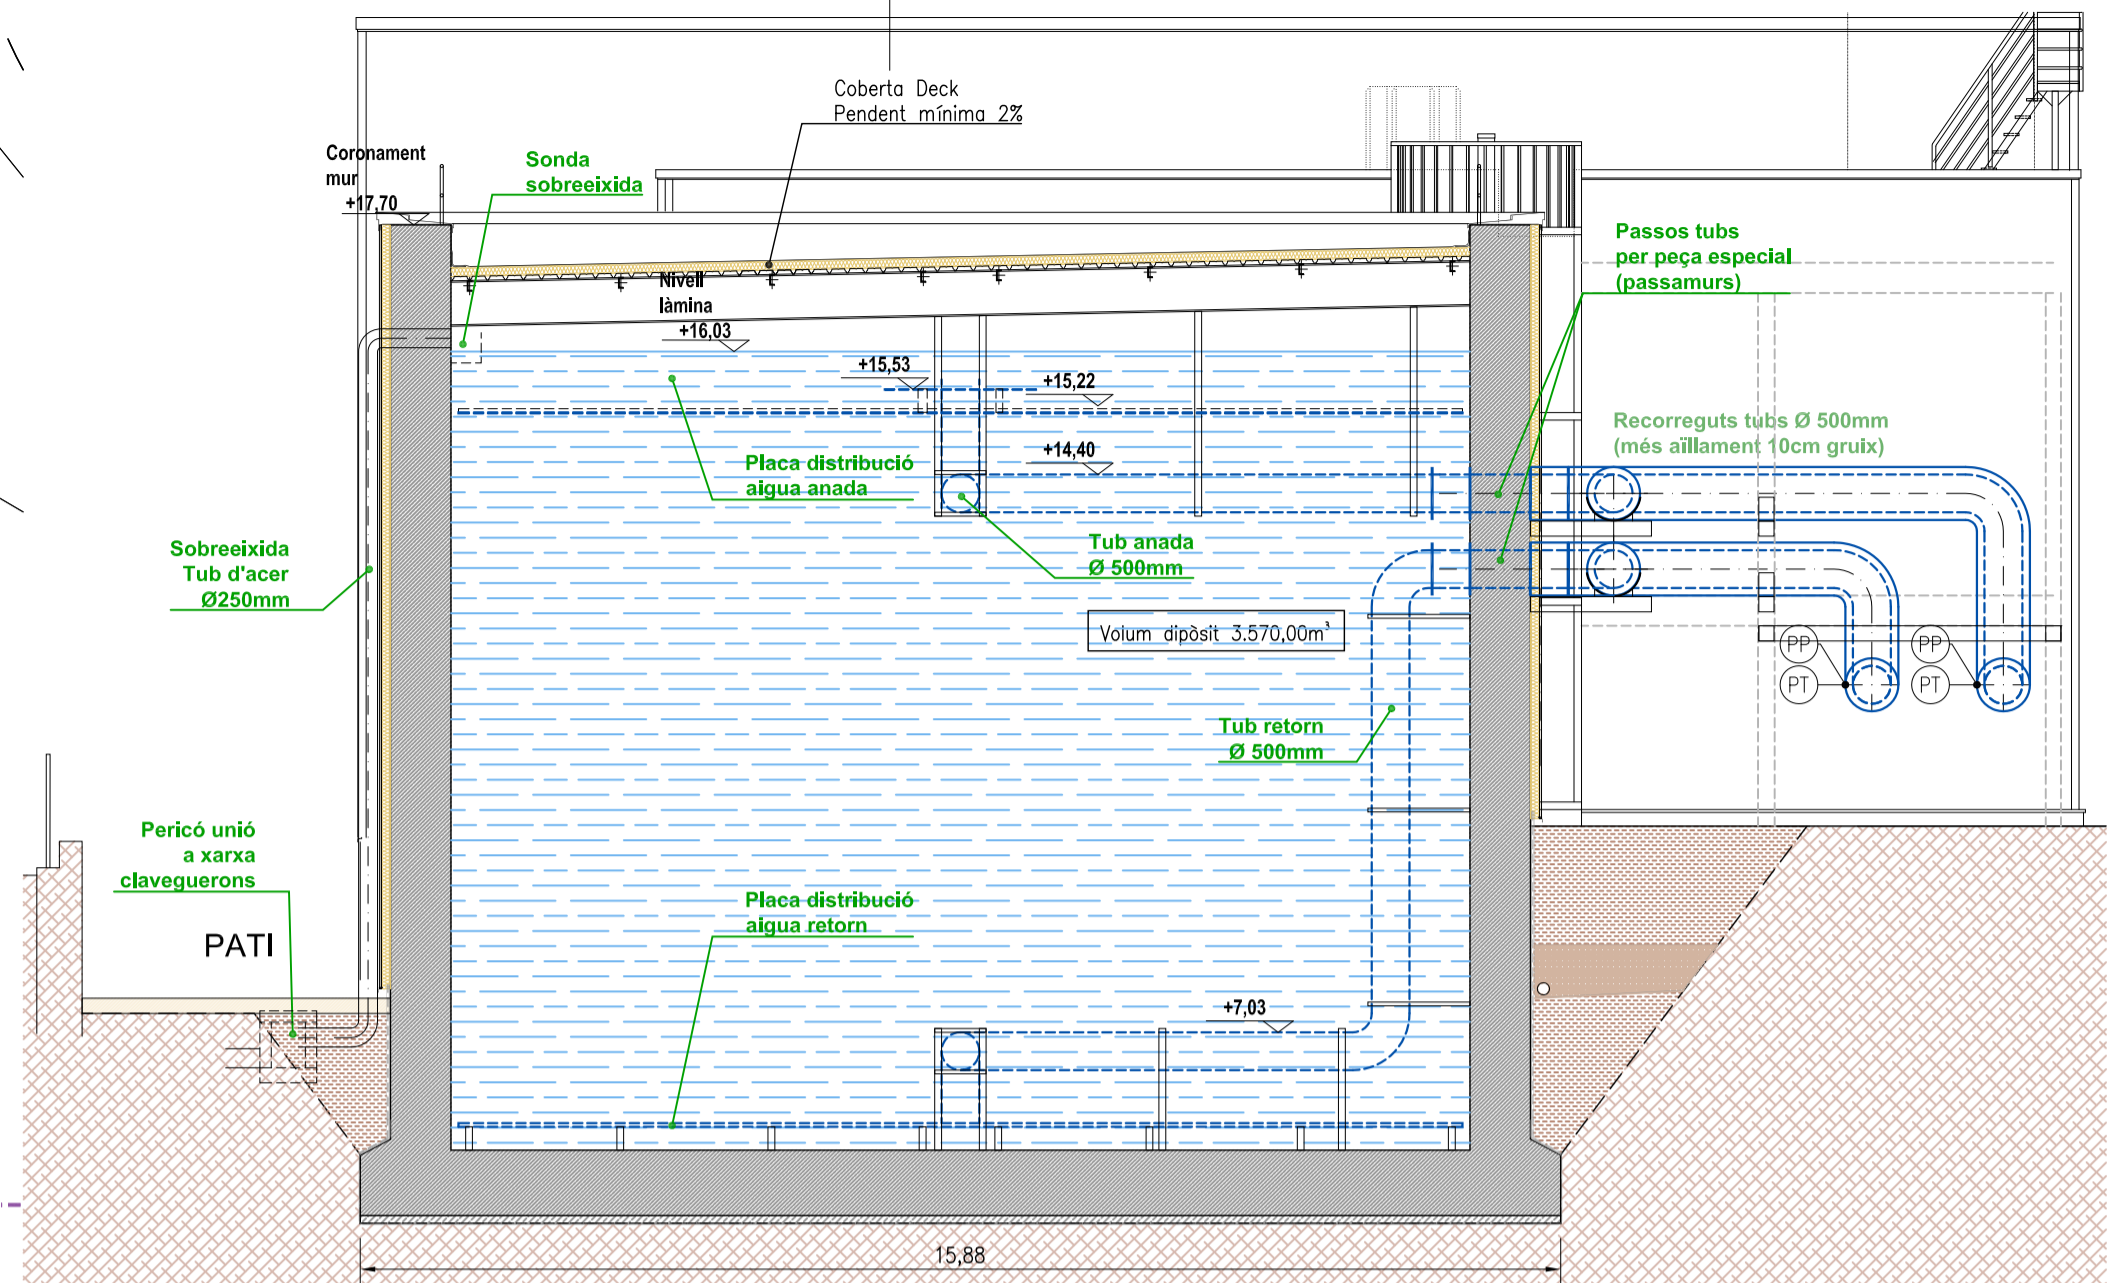 Coberta Deck
Pendent mínima 2%
Coronament
mur
+17,70
Sonda
sobreeixida
Passos tubs
per peça especial
(passamurs)
Nivell
làmina
+16,03
+15,53
+15,22
+14,40
Recorreguts tubs Ø 500mm
(més aïllament 10cm gruix)
Placa distribució
aigua anada
Tub anada
Ø 500mm
Sobreeixida
Tub d'acer
Ø250mm
Volum dipòsit 3.570,00m³
PP
PP
PT
PT
Tub retorn
Ø 500mm
Pericó unió
a xarxa
claveguerons
Placa distribució
aigua retorn
PATI
+7,03
15,88